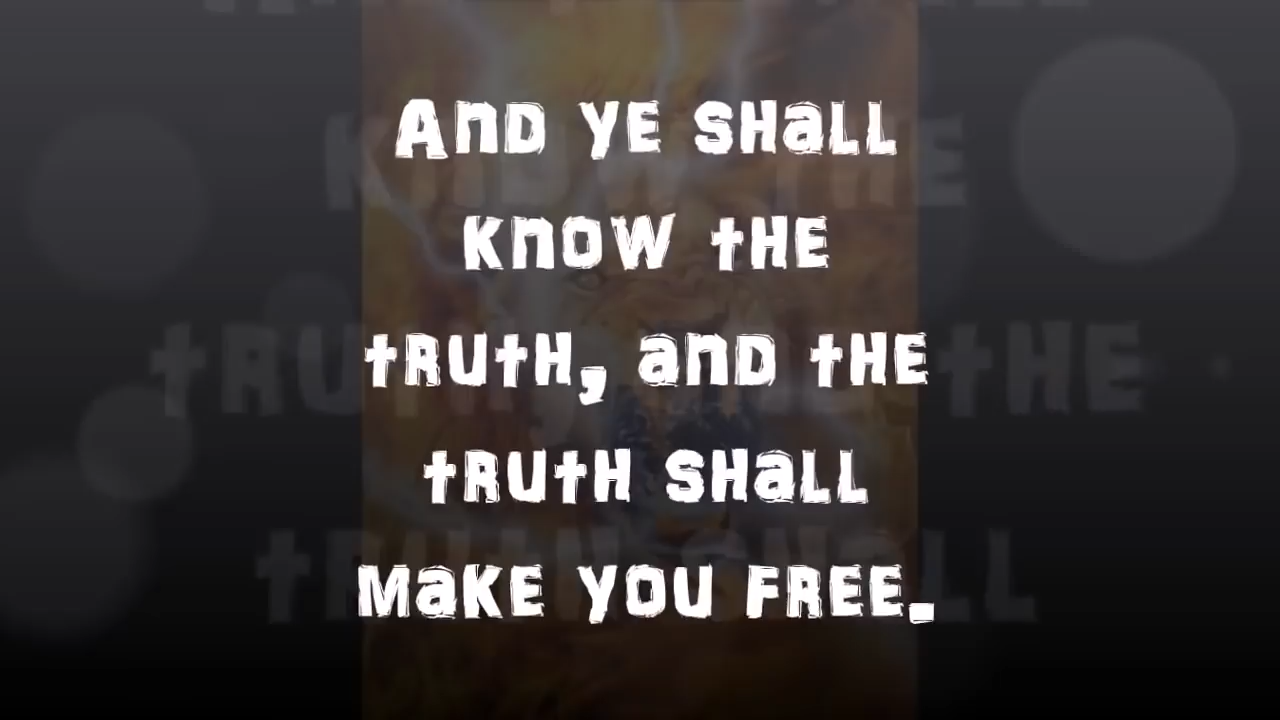 And ye shall
know the
truth, and the
truth shall
make you free.